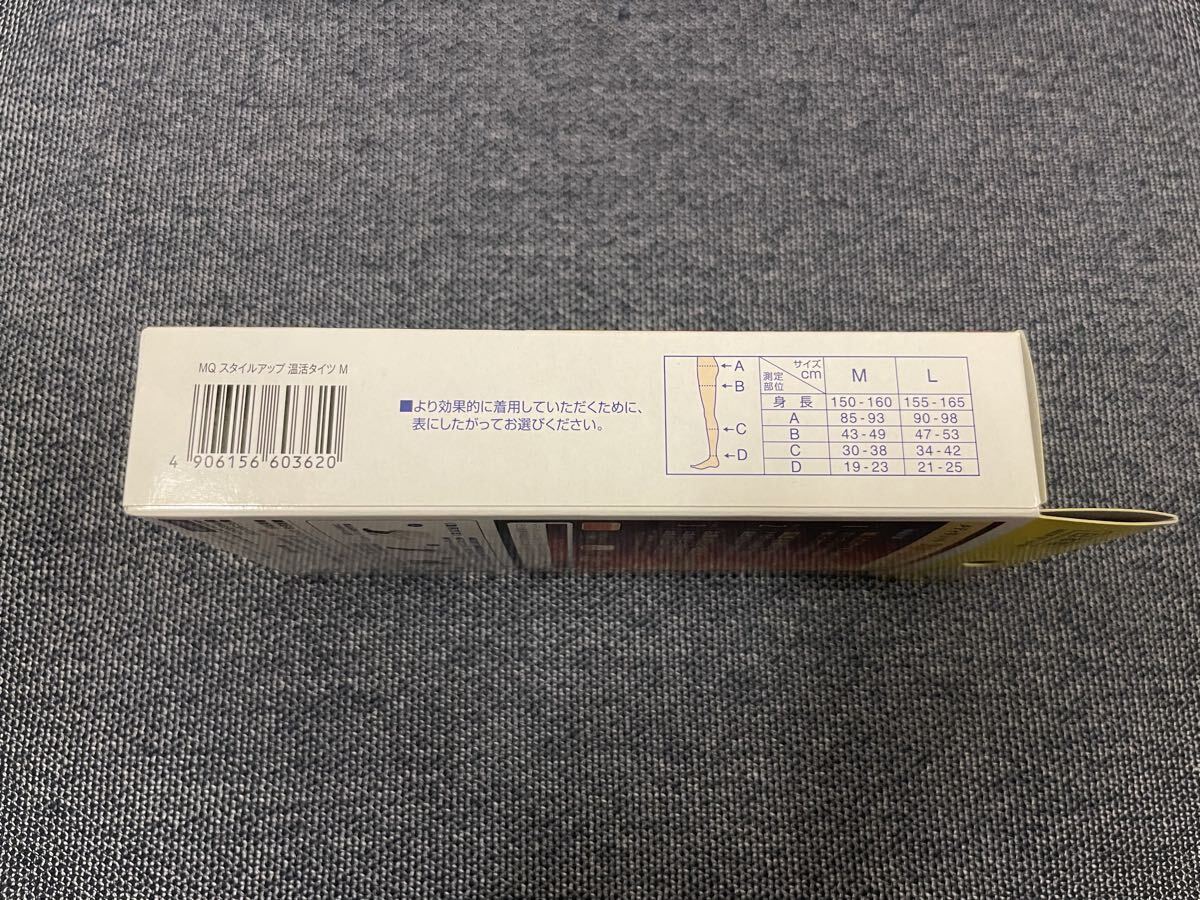 MQ スタイルアップ 温活タイツ M
4 906156 603620
■より効果的に着用していただくために、
表にしたがってお選びください。
←A
←B
←C
←D
サイズ cm 測定部位 M L
身長 150-160 155-165
A 85-93 90-98
B 43-49 47-53
C 30-38 34-42
D 19-23 21-25